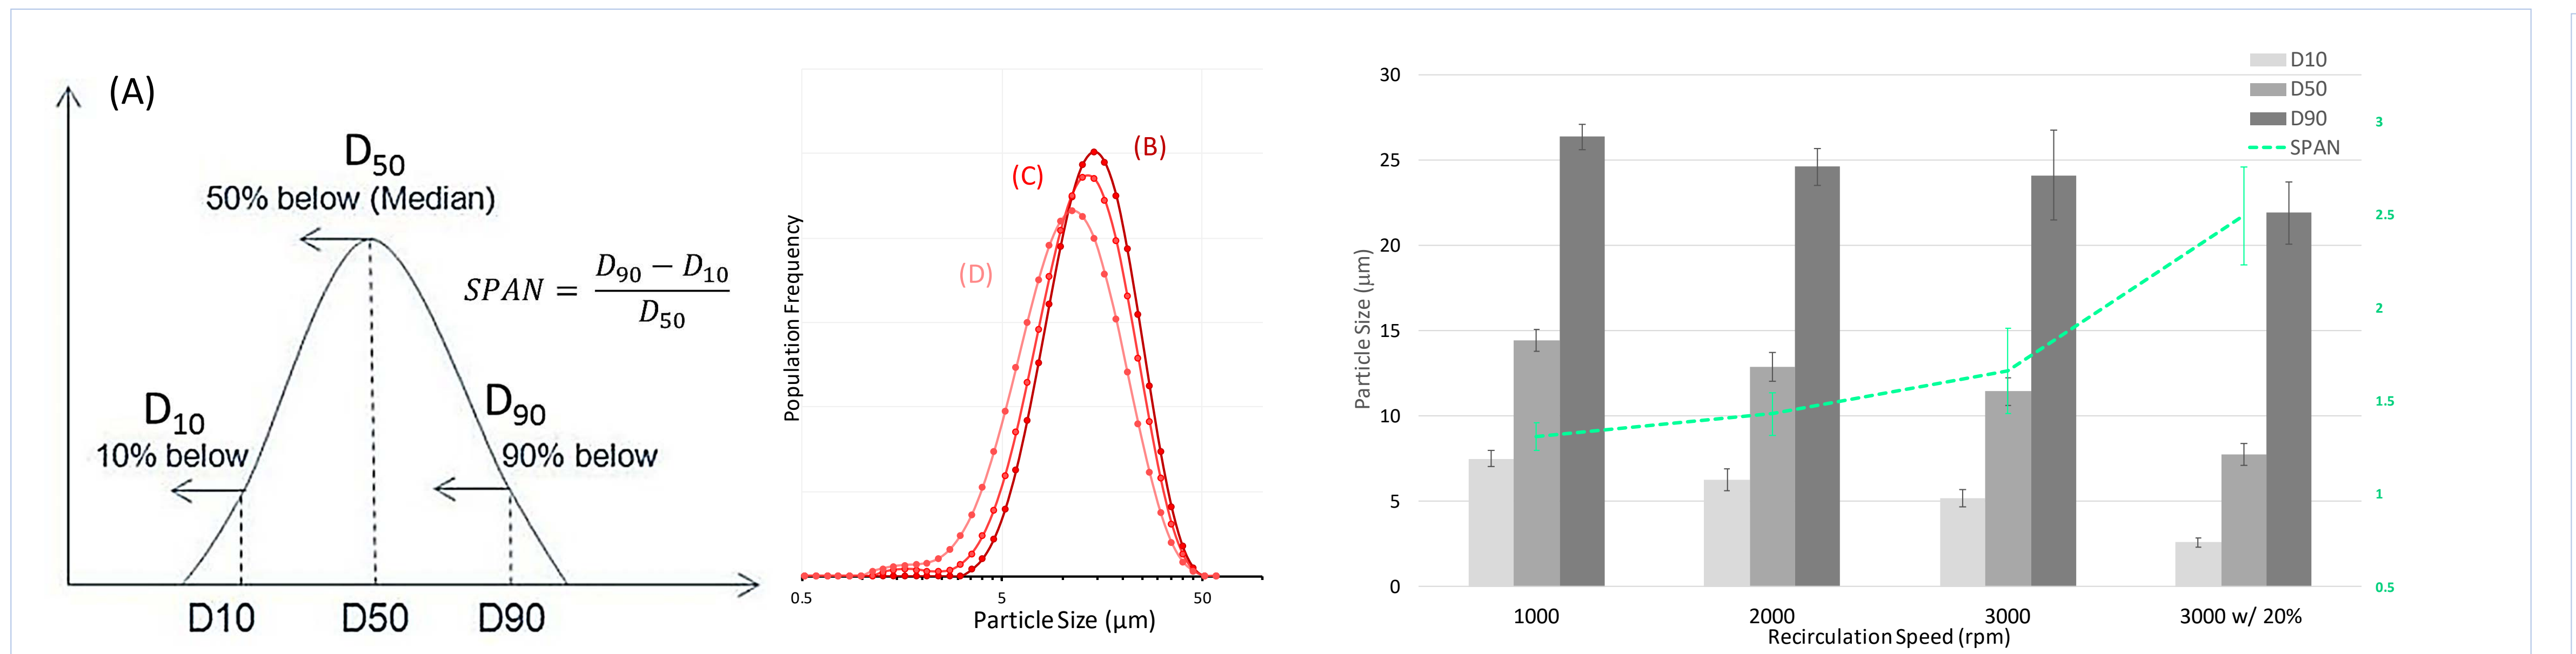 (A)
D50
50% below (Median)
SPAN = D90 − D10 / D50
D10
10% below
D90
90% below
D10
D50
D90
(B)
(C)
(D)
Population Frequency
0.5
5
50
Particle Size (μm)
D10
D50
D90
SPAN
30
25
20
15
10
5
0
Particle Size (μm)
3
2.5
2
1.5
1
0.5
1000
2000
3000
3000 w/ 20%
Recirculation Speed (rpm)